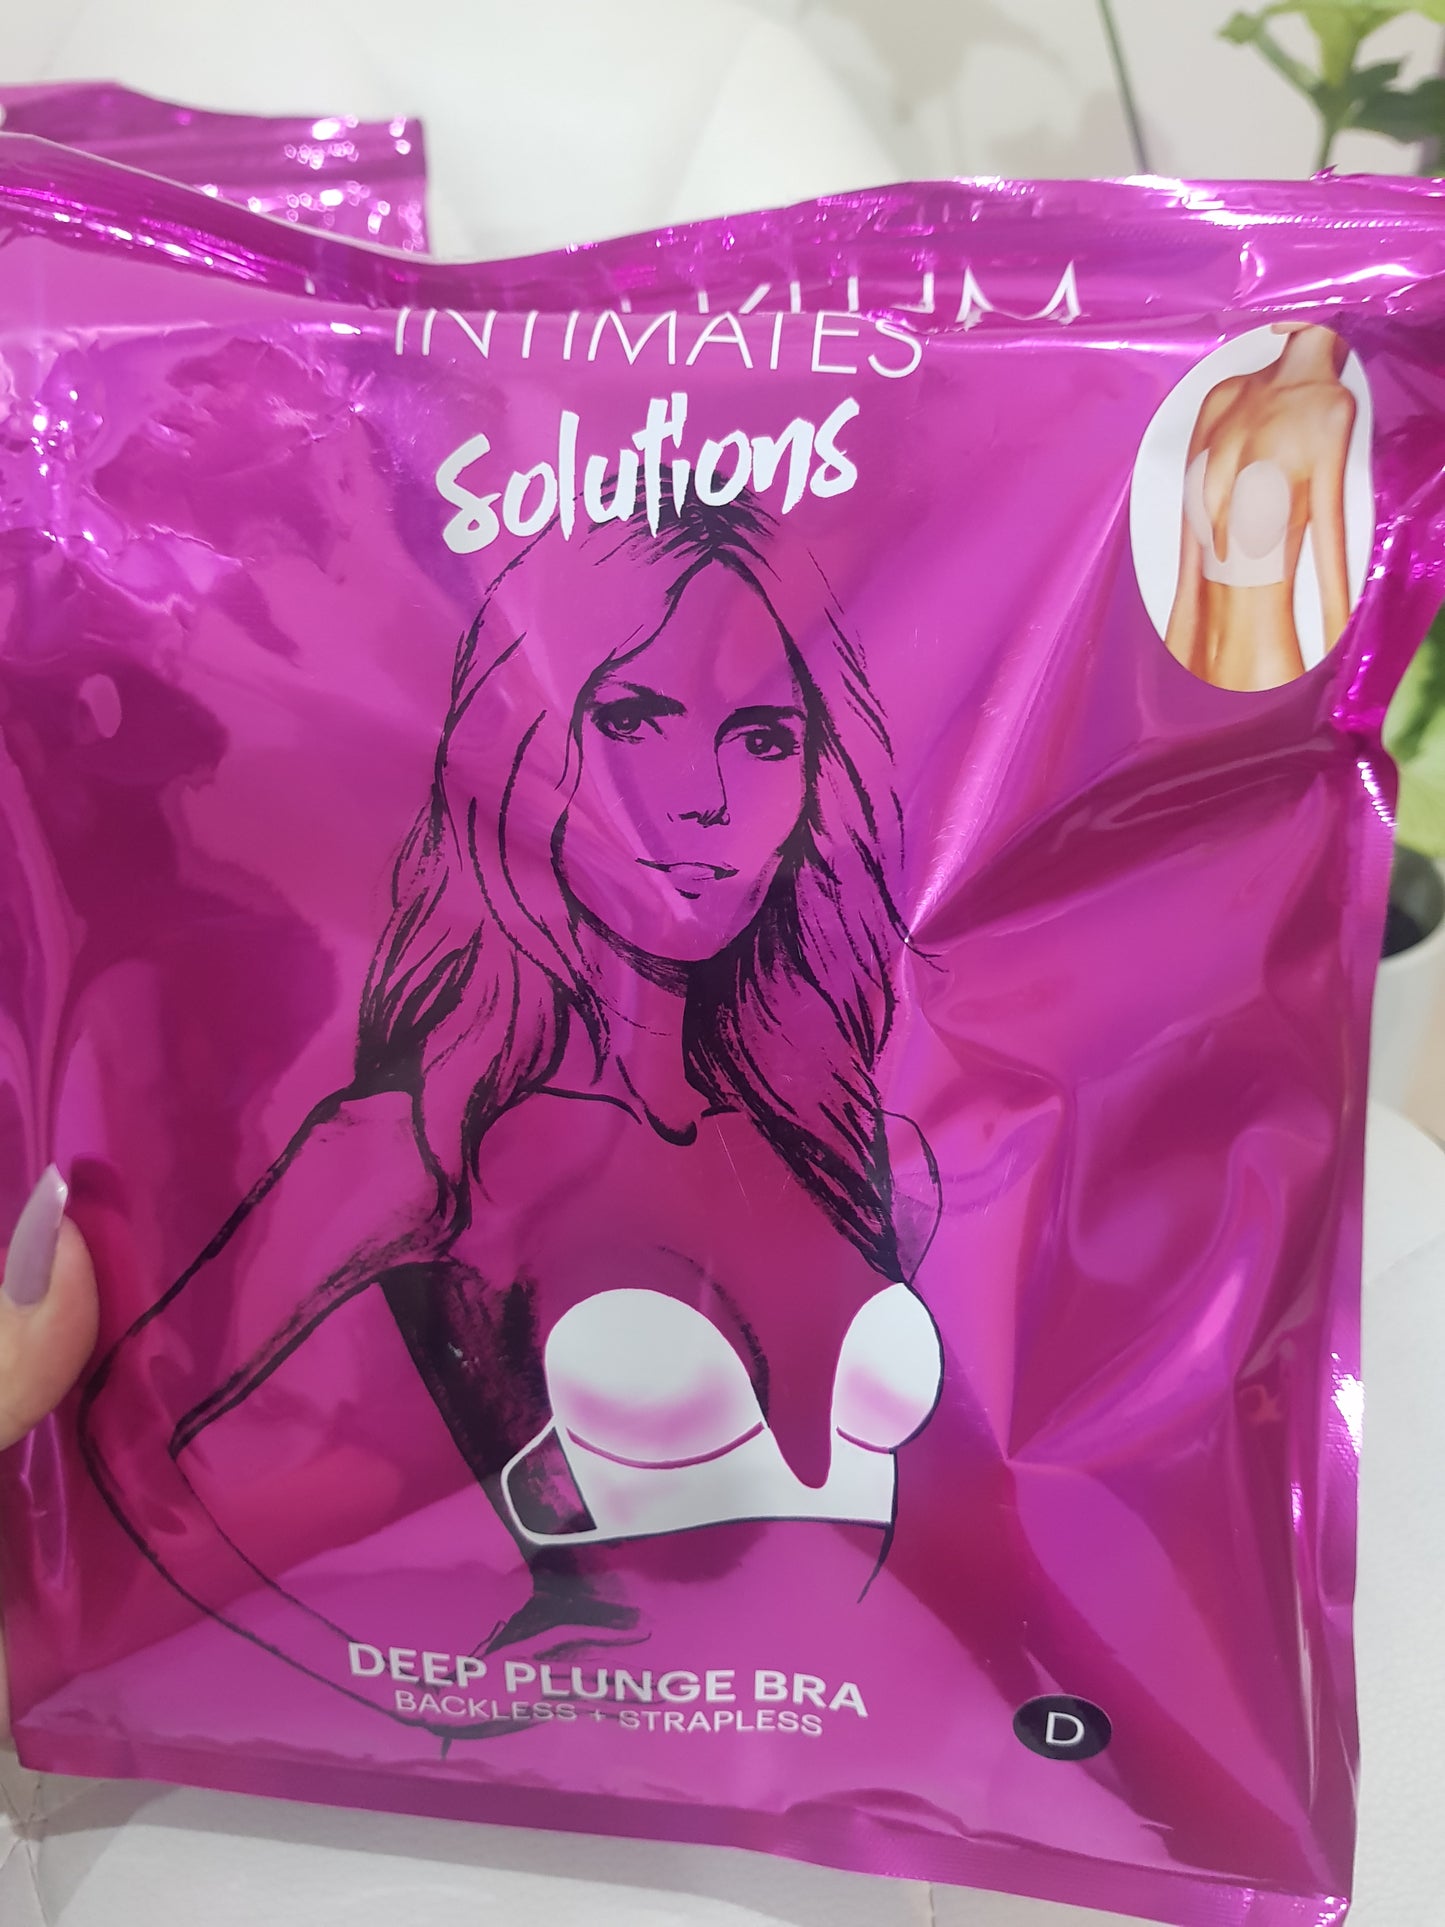 INTIMATES
Solutions
DEEP PLUNGE BRA
BACKLESS + STRAPLESS
D